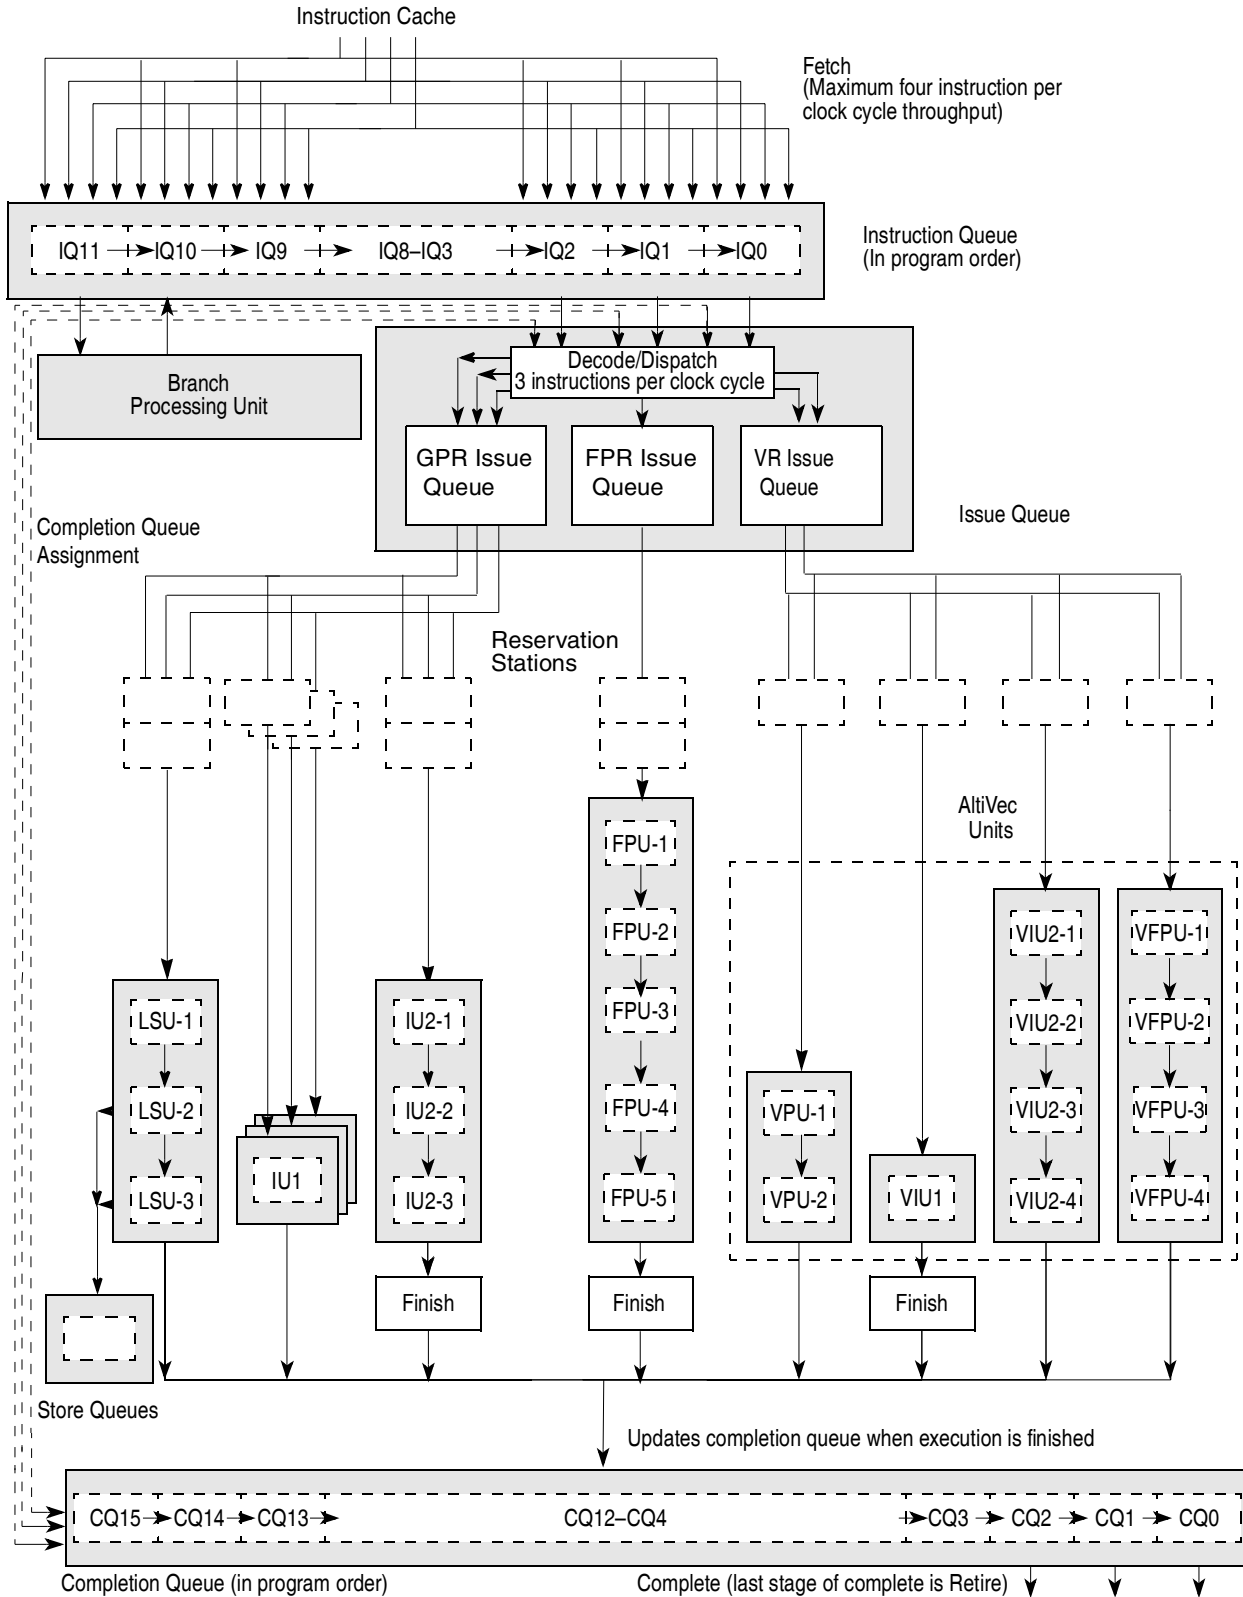 Instruction Cache
Fetch
(Maximum four instruction per
clock cycle throughput)
IQ11
IQ10
IQ9
IQ8–IQ3
IQ2
IQ1
IQ0
Instruction Queue
(In program order)
Branch
Processing Unit
Decode/Dispatch
3 instructions per clock cycle
GPR Issue
Queue
FPR Issue
Queue
VR Issue
Queue
Issue Queue
Completion Queue
Assignment
Reservation
Stations
AltiVec
Units
LSU-1
LSU-2
LSU-3
IU1
IU2-1
IU2-2
IU2-3
FPU-1
FPU-2
FPU-3
FPU-4
FPU-5
VPU-1
VPU-2
VIU1
VIU2-1
VIU2-2
VIU2-3
VIU2-4
VFPU-1
VFPU-2
VFPU-3
VFPU-4
Finish
Finish
Finish
Store Queues
Updates completion queue when execution is finished
CQ15
CQ14
CQ13
CQ12–CQ4
CQ3
CQ2
CQ1
CQ0
Completion Queue (in program order)
Complete (last stage of complete is Retire)